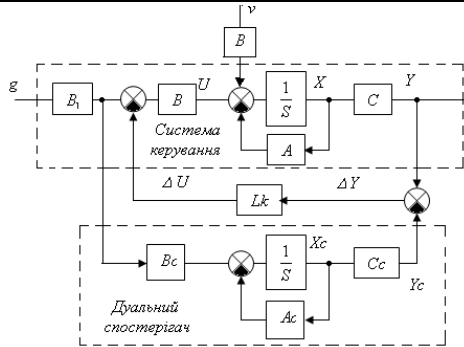 v
B
g
B₁
B
U
1
S
X
C
Y
Система
керування
A
ΔU
Lk
ΔY
Bc
1
S
Xc
Cc
Yc
Ac
Дуальний
спостерігач